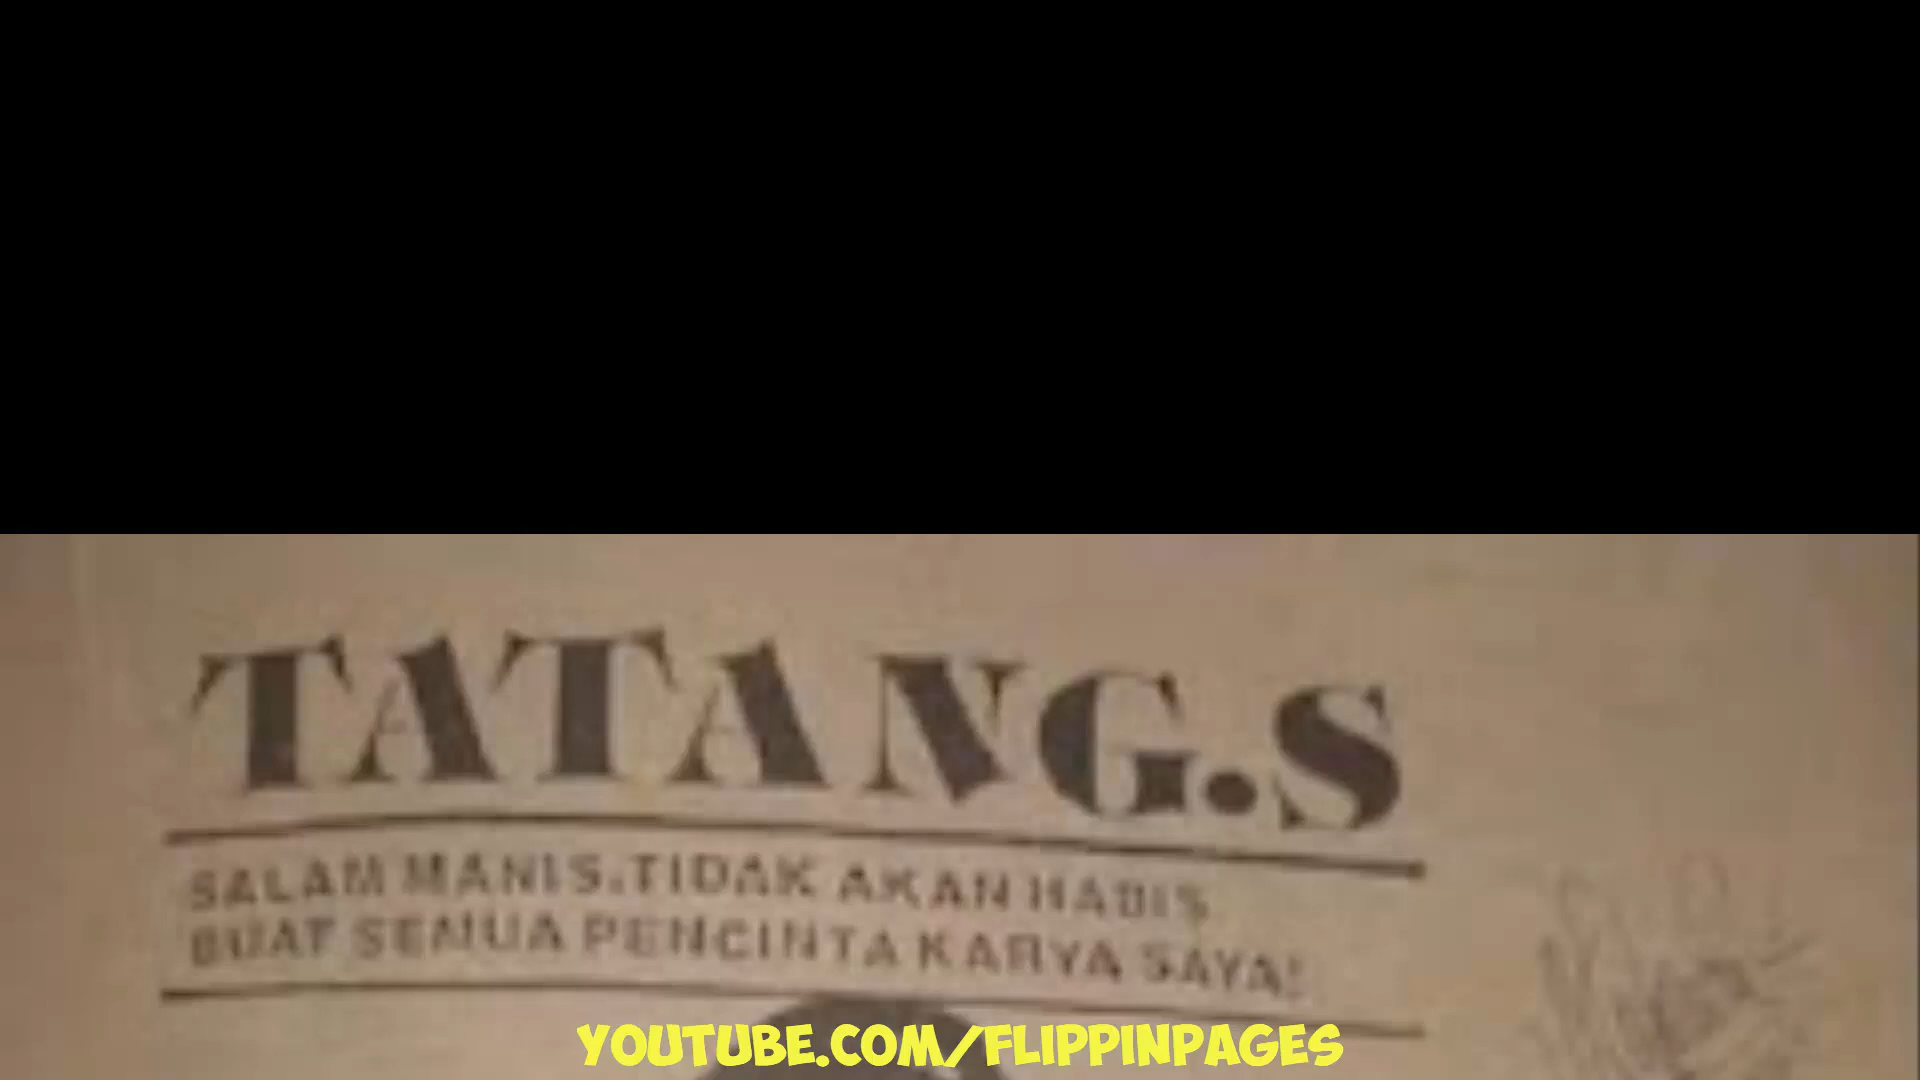 TATANG.S
SALAM MANIS.TIDAK AKAN HABIS
BUAT SEMUA PENCINTA KARYA SAYA!
YOUTUBE.COM/FLIPPINPAGES